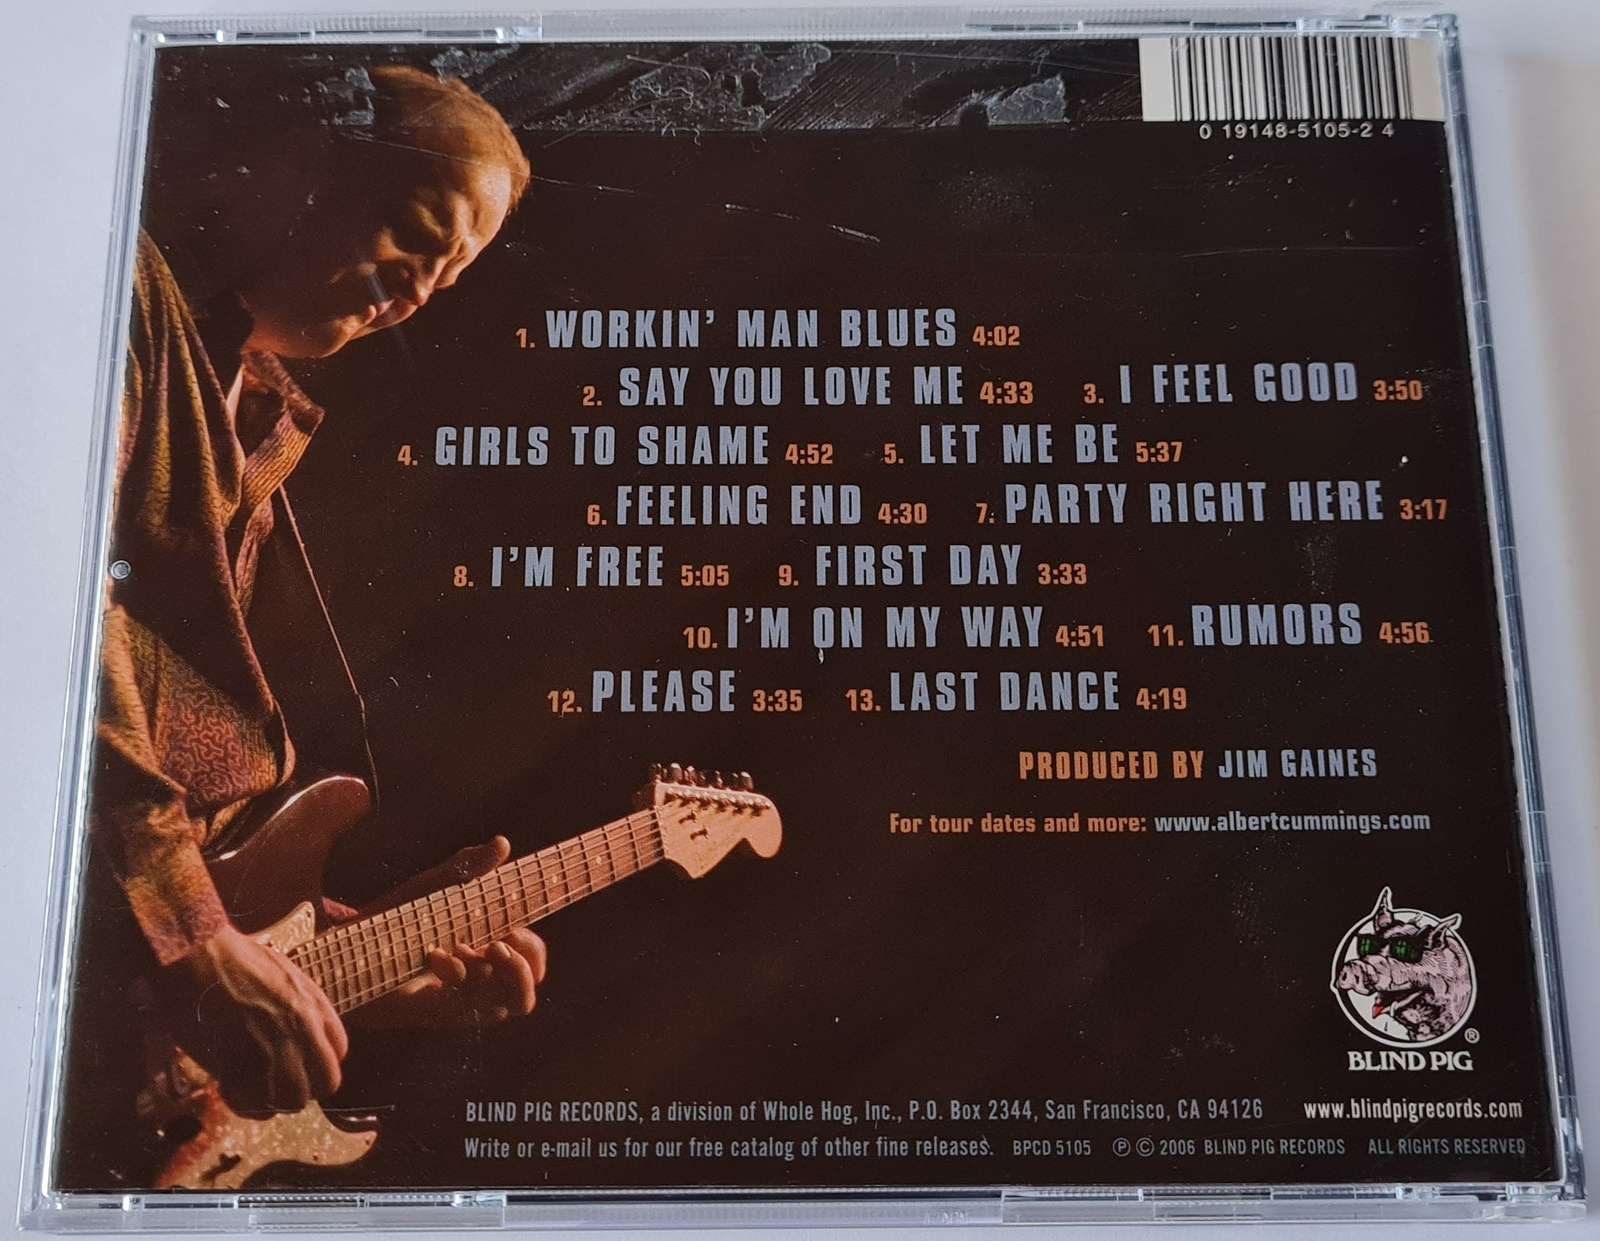 0 19148-5105-2 4
1. WORKIN' MAN BLUES 4:02
2. SAY YOU LOVE ME 4:33 3. I FEEL GOOD 3:50
4. GIRLS TO SHAME 4:52 5. LET ME BE 5:37
6. FEELING END 4:30 7. PARTY RIGHT HERE 3:17
8. I'M FREE 5:05 9. FIRST DAY 3:33
10. I'M ON MY WAY 4:51 11. RUMORS 4:56
12. PLEASE 3:35 13. LAST DANCE 4:19
PRODUCED BY JIM GAINES
For tour dates and more: www.albertcummings.com
®
BLIND PIG
BLIND PIG RECORDS, a division of Whole Hog, Inc., P.O. Box 2344, San Francisco, CA 94126 www.blindpigrecords.com
Write or e-mail us for our free catalog of other fine releases. BPCD 5105 ℗ © 2006 BLIND PIG RECORDS ALL RIGHTS RESERVED